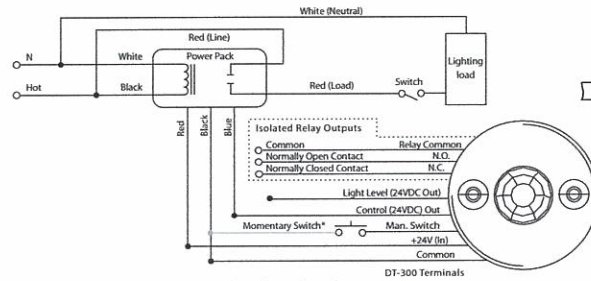 White (Neutral)
Red (Line)
N
White
Power Pack
Lighting
load
Hot
Black
Red (Load)
Switch
Red
Black
Blue
Isolated Relay Outputs
Common
Relay Common
Normally Open Contact
N.O.
Normally Closed Contact
N.C.
Light Level (24VDC Out)
Control (24VDC) Out
Momentary Switch*
Man. Switch
+24V (In)
Common
DT-300 Terminals